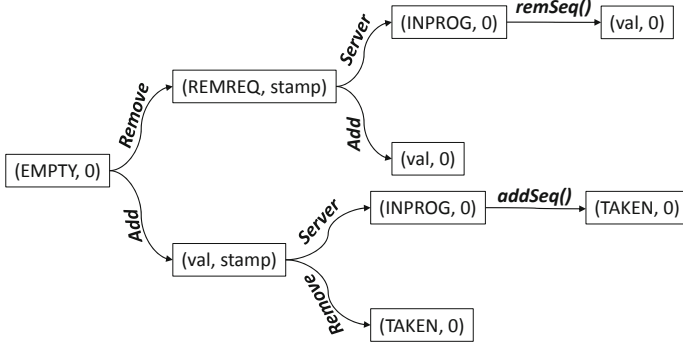 (INPROG, 0)
remSeq()
(val, 0)
Server
(REMREQ, stamp)
Remove
Add
(val, 0)
(EMPTY, 0)
(INPROG, 0)
addSeq()
(TAKEN, 0)
Add
Server
(val, stamp)
Remove
(TAKEN, 0)